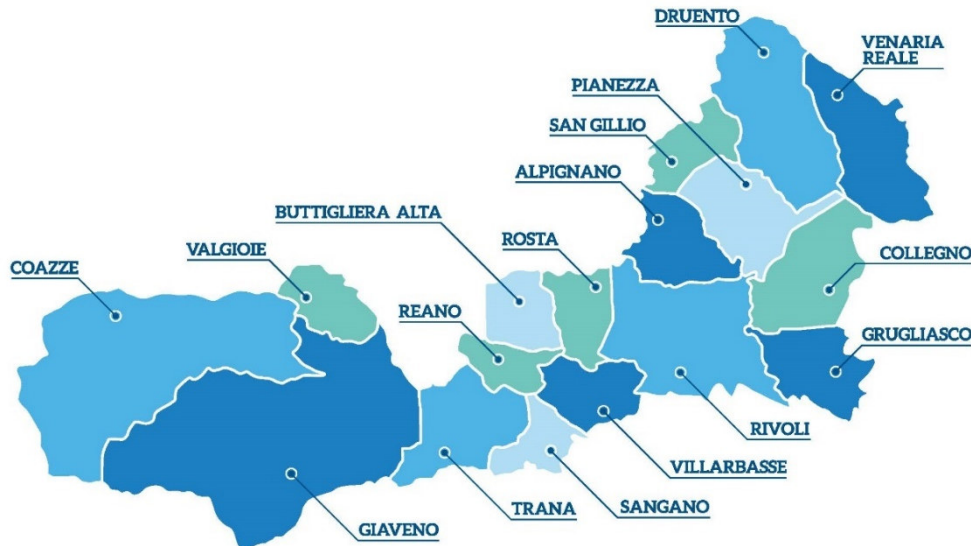 DRUENTO
VENARIA
REALE
PIANEZZA
SAN GILLIO
ALPIGNANO
BUTTIGLIERA ALTA
ROSTA
VALGIOIE
COLLEGNO
COAZZE
REANO
GRUGLIASCO
RIVOLI
VILLARBASSE
SANGANO
TRANA
GIAVENO